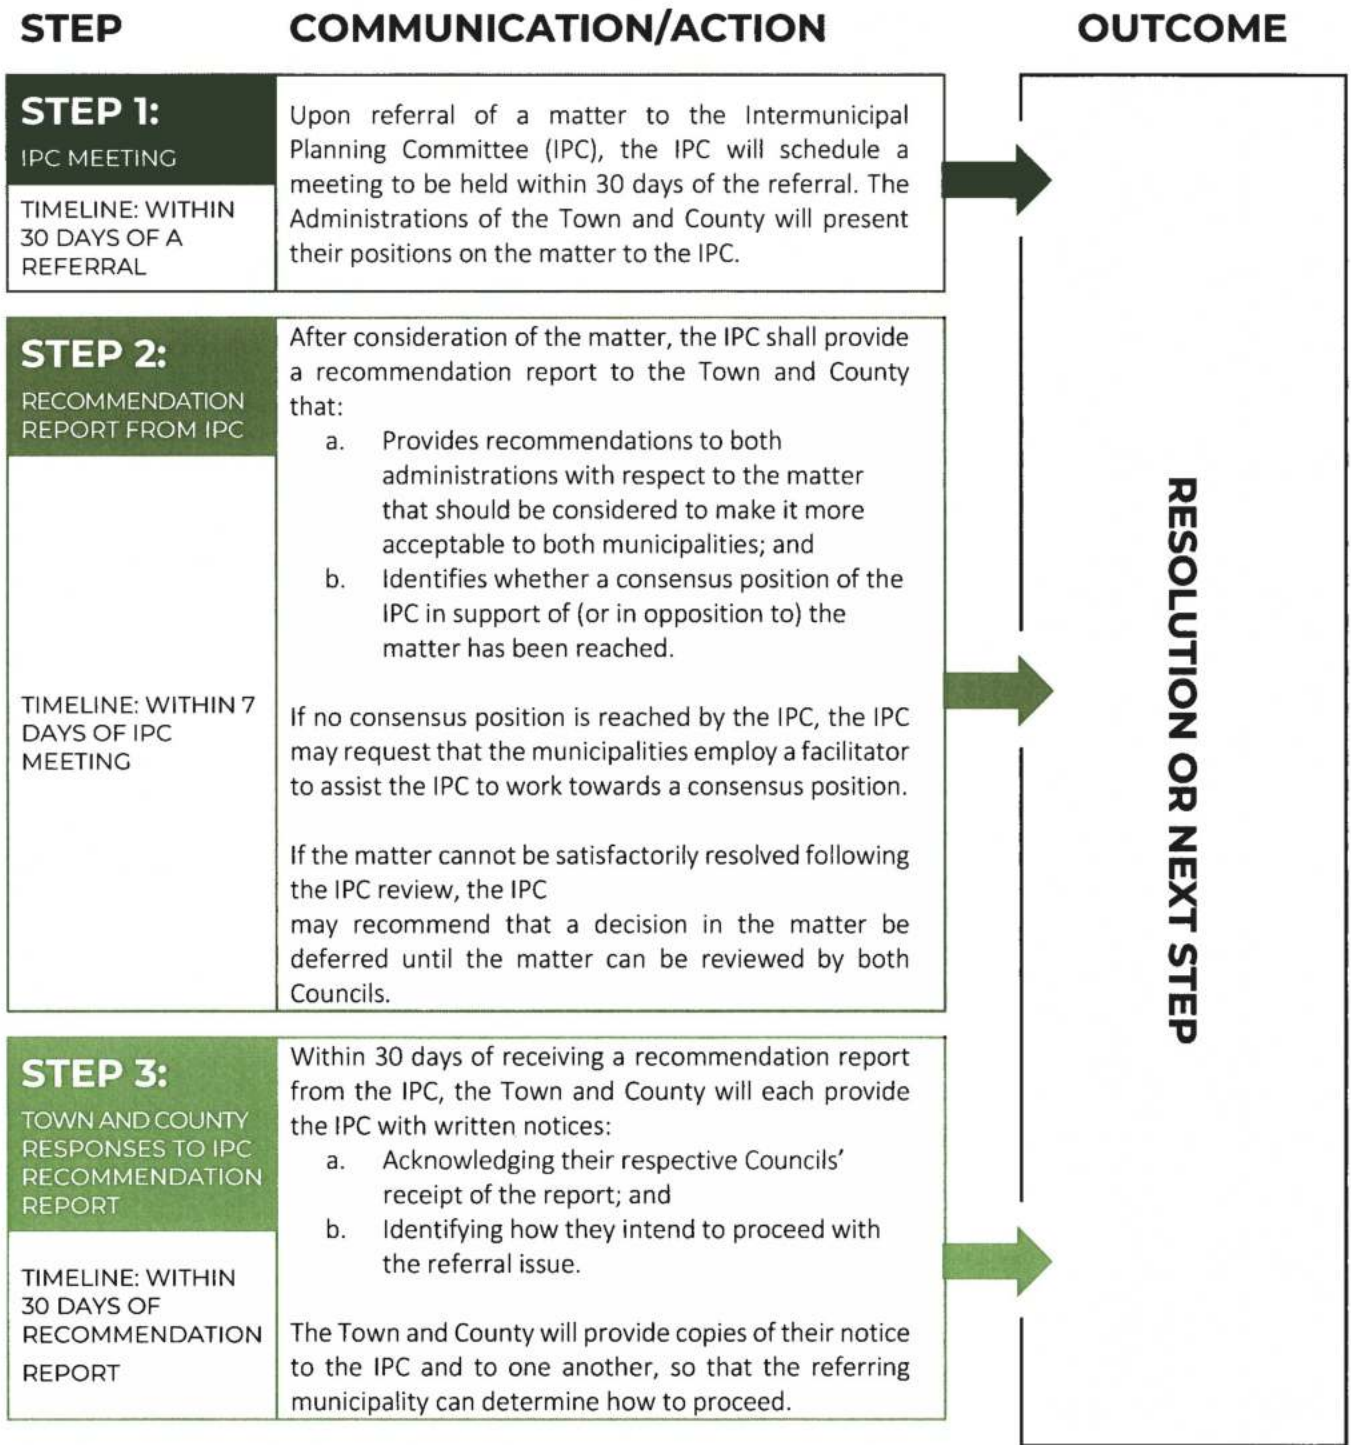 STEP
COMMUNICATION/ACTION
OUTCOME
STEP 1:
IPC MEETING
TIMELINE: WITHIN
30 DAYS OF A
REFERRAL
Upon referral of a matter to the Intermunicipal
Planning Committee (IPC), the IPC will schedule a
meeting to be held within 30 days of the referral. The
Administrations of the Town and County will present
their positions on the matter to the IPC.
STEP 2:
RECOMMENDATION
REPORT FROM IPC
TIMELINE: WITHIN 7
DAYS OF IPC
MEETING
After consideration of the matter, the IPC shall provide
a recommendation report to the Town and County
that:
a. Provides recommendations to both
administrations with respect to the matter
that should be considered to make it more
acceptable to both municipalities; and
b. Identifies whether a consensus position of the
IPC in support of (or in opposition to) the
matter has been reached.
If no consensus position is reached by the IPC, the IPC
may request that the municipalities employ a facilitator
to assist the IPC to work towards a consensus position.
If the matter cannot be satisfactorily resolved following
the IPC review, the IPC
may recommend that a decision in the matter be
deferred until the matter can be reviewed by both
Councils.
STEP 3:
TOWN AND COUNTY
RESPONSES TO IPC
RECOMMENDATION
REPORT
TIMELINE: WITHIN
30 DAYS OF
RECOMMENDATION
REPORT
Within 30 days of receiving a recommendation report
from the IPC, the Town and County will each provide
the IPC with written notices:
a. Acknowledging their respective Councils'
receipt of the report; and
b. Identifying how they intend to proceed with
the referral issue.
The Town and County will provide copies of their notice
to the IPC and to one another, so that the referring
municipality can determine how to proceed.
RESOLUTION OR NEXT STEP